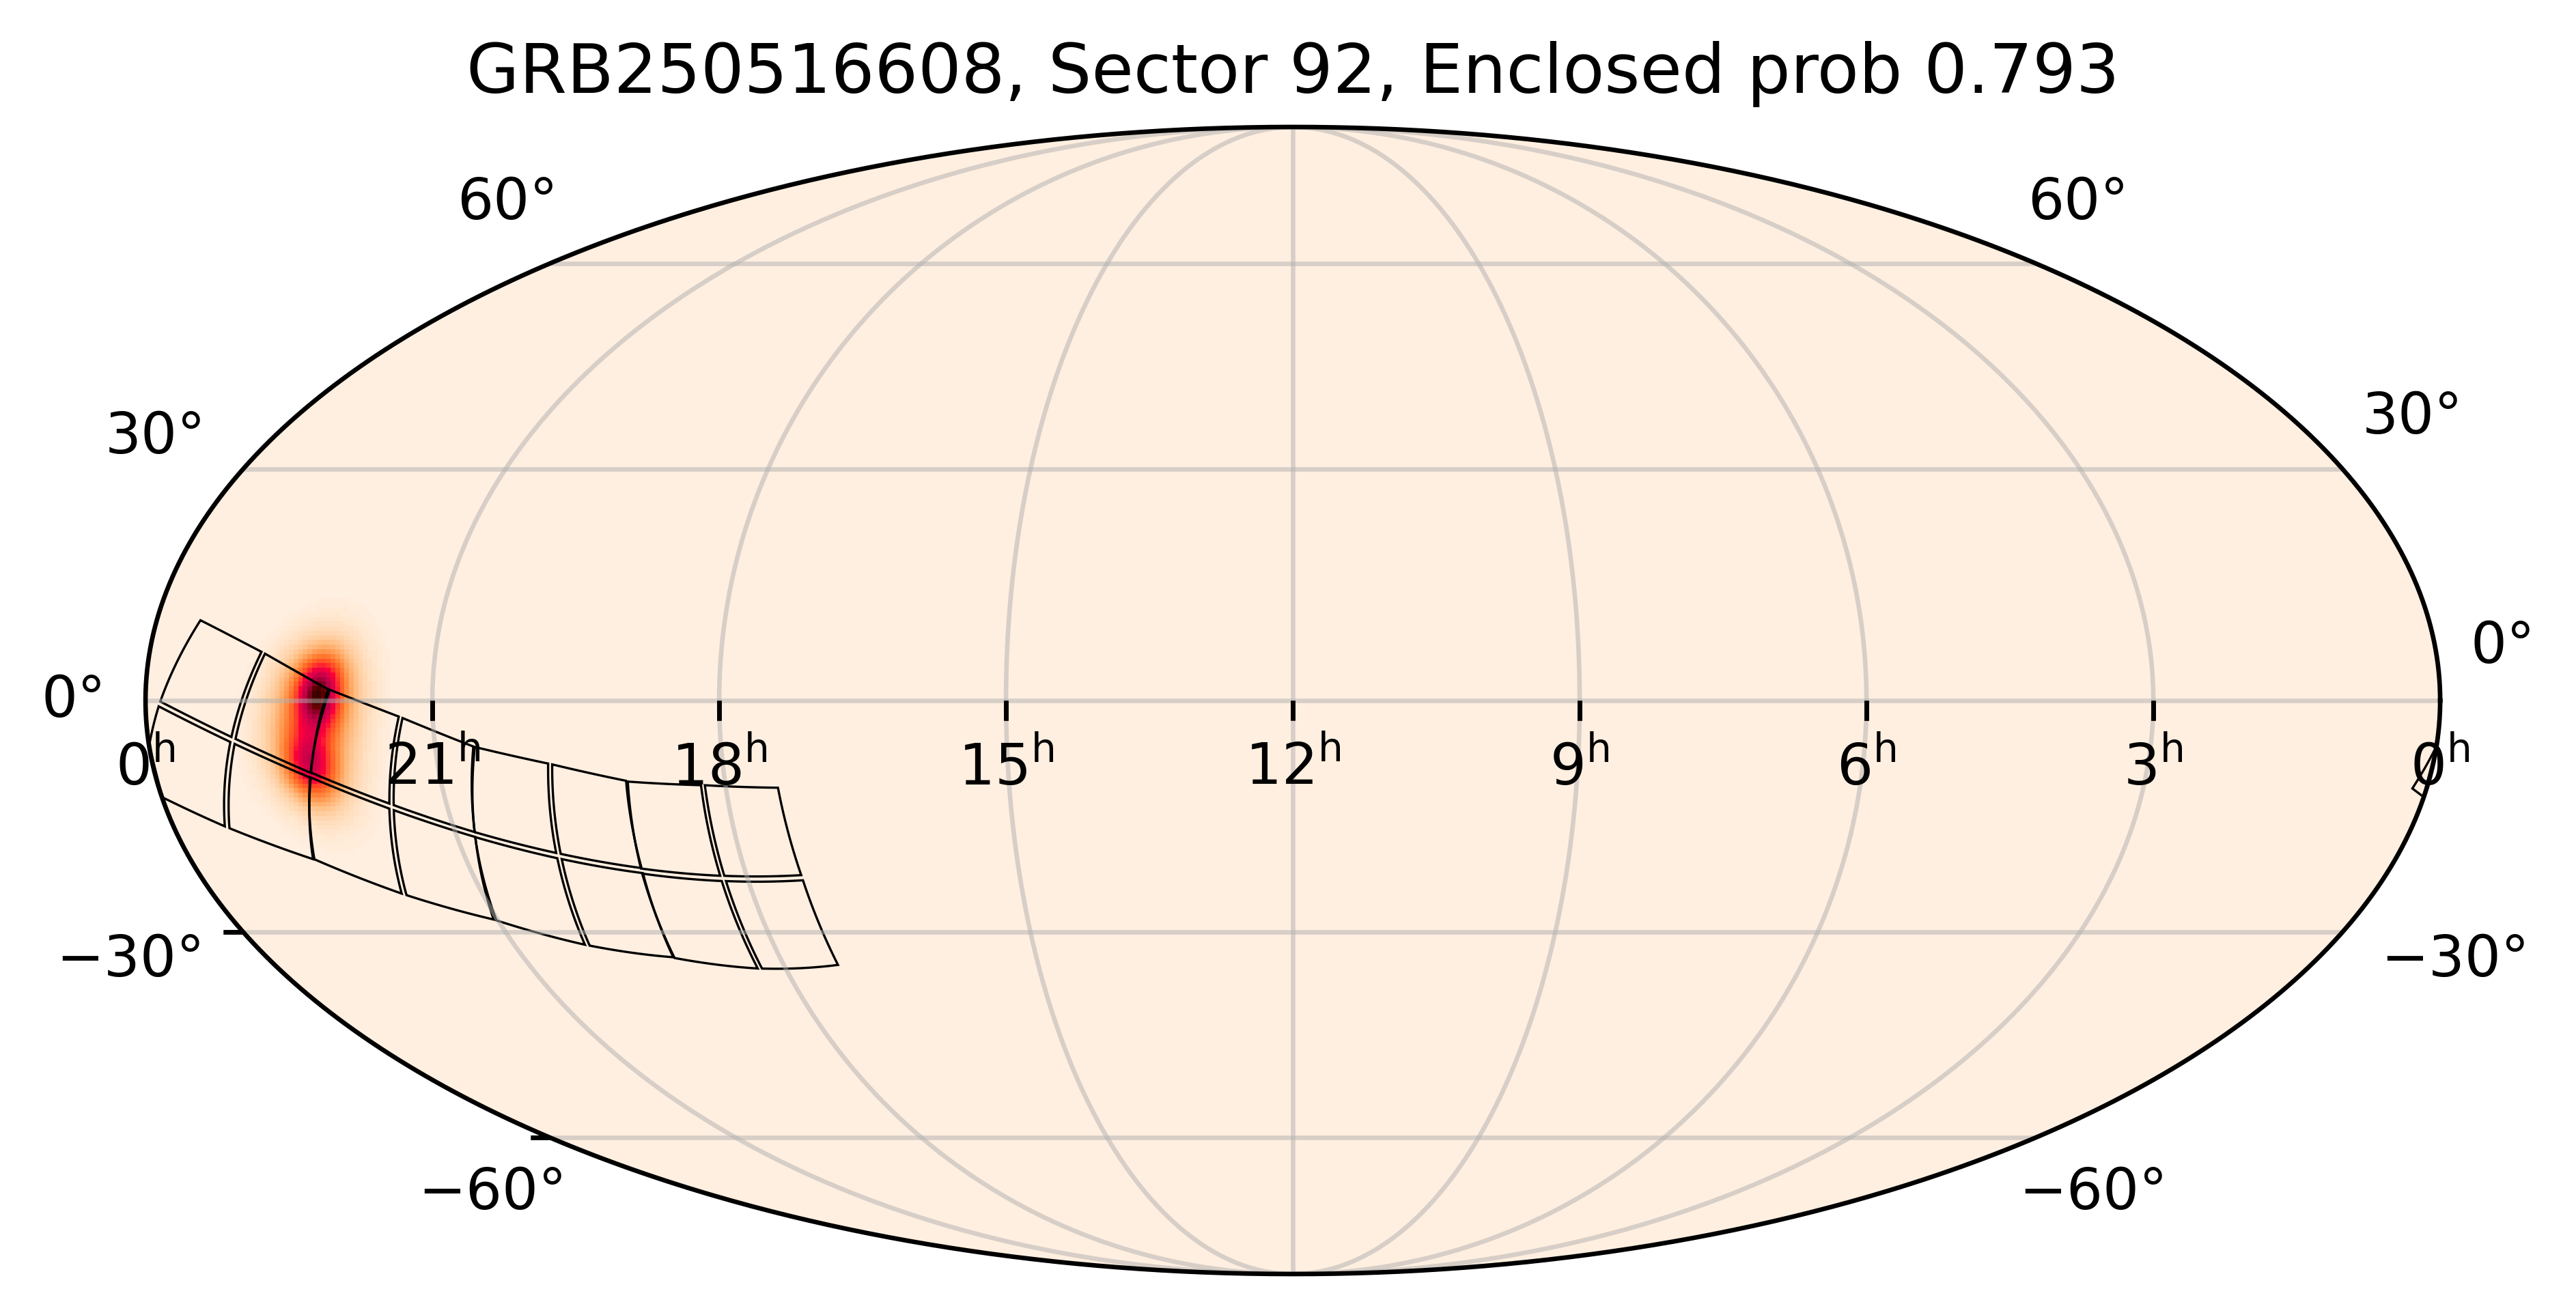 GRB250516608, Sector 92, Enclosed prob 0.793
60° 60°
30° 30°
0° 0°
0ʰ 21ʰ 18ʰ 15ʰ 12ʰ 9ʰ 6ʰ 3ʰ 0ʰ
−30° −30°
−60° −60°